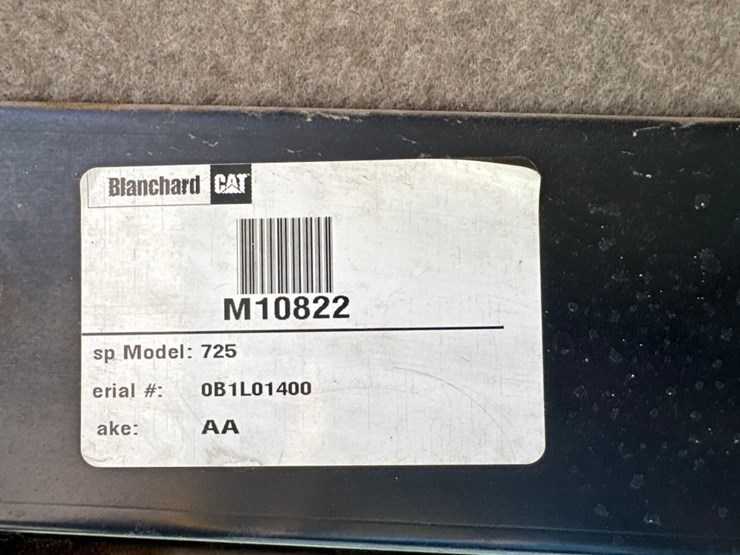 Blanchard CAT
M10822
sp Model: 725
erial #: 0B1L01400
ake: AA